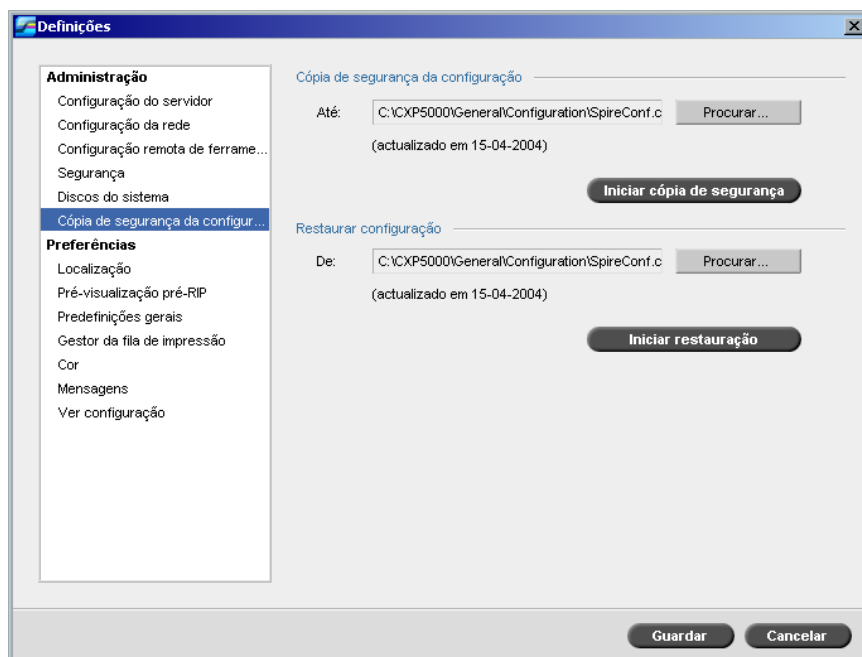 Definições
Administração
Configuração do servidor
Configuração da rede
Configuração remota de ferrame...
Segurança
Discos do sistema
Cópia de segurança da configur...
Preferências
Localização
Pré-visualização pré-RIP
Predefinições gerais
Gestor da fila de impressão
Cor
Mensagens
Ver configuração
Cópia de segurança da configuração
Até: C:\CXP5000\General\Configuration\SpireConf.c Procurar...
(actualizado em 15-04-2004)
Iniciar cópia de segurança
Restaurar configuração
De: C:\CXP5000\General\Configuration\SpireConf.c Procurar...
(actualizado em 15-04-2004)
Iniciar restauração
Guardar Cancelar